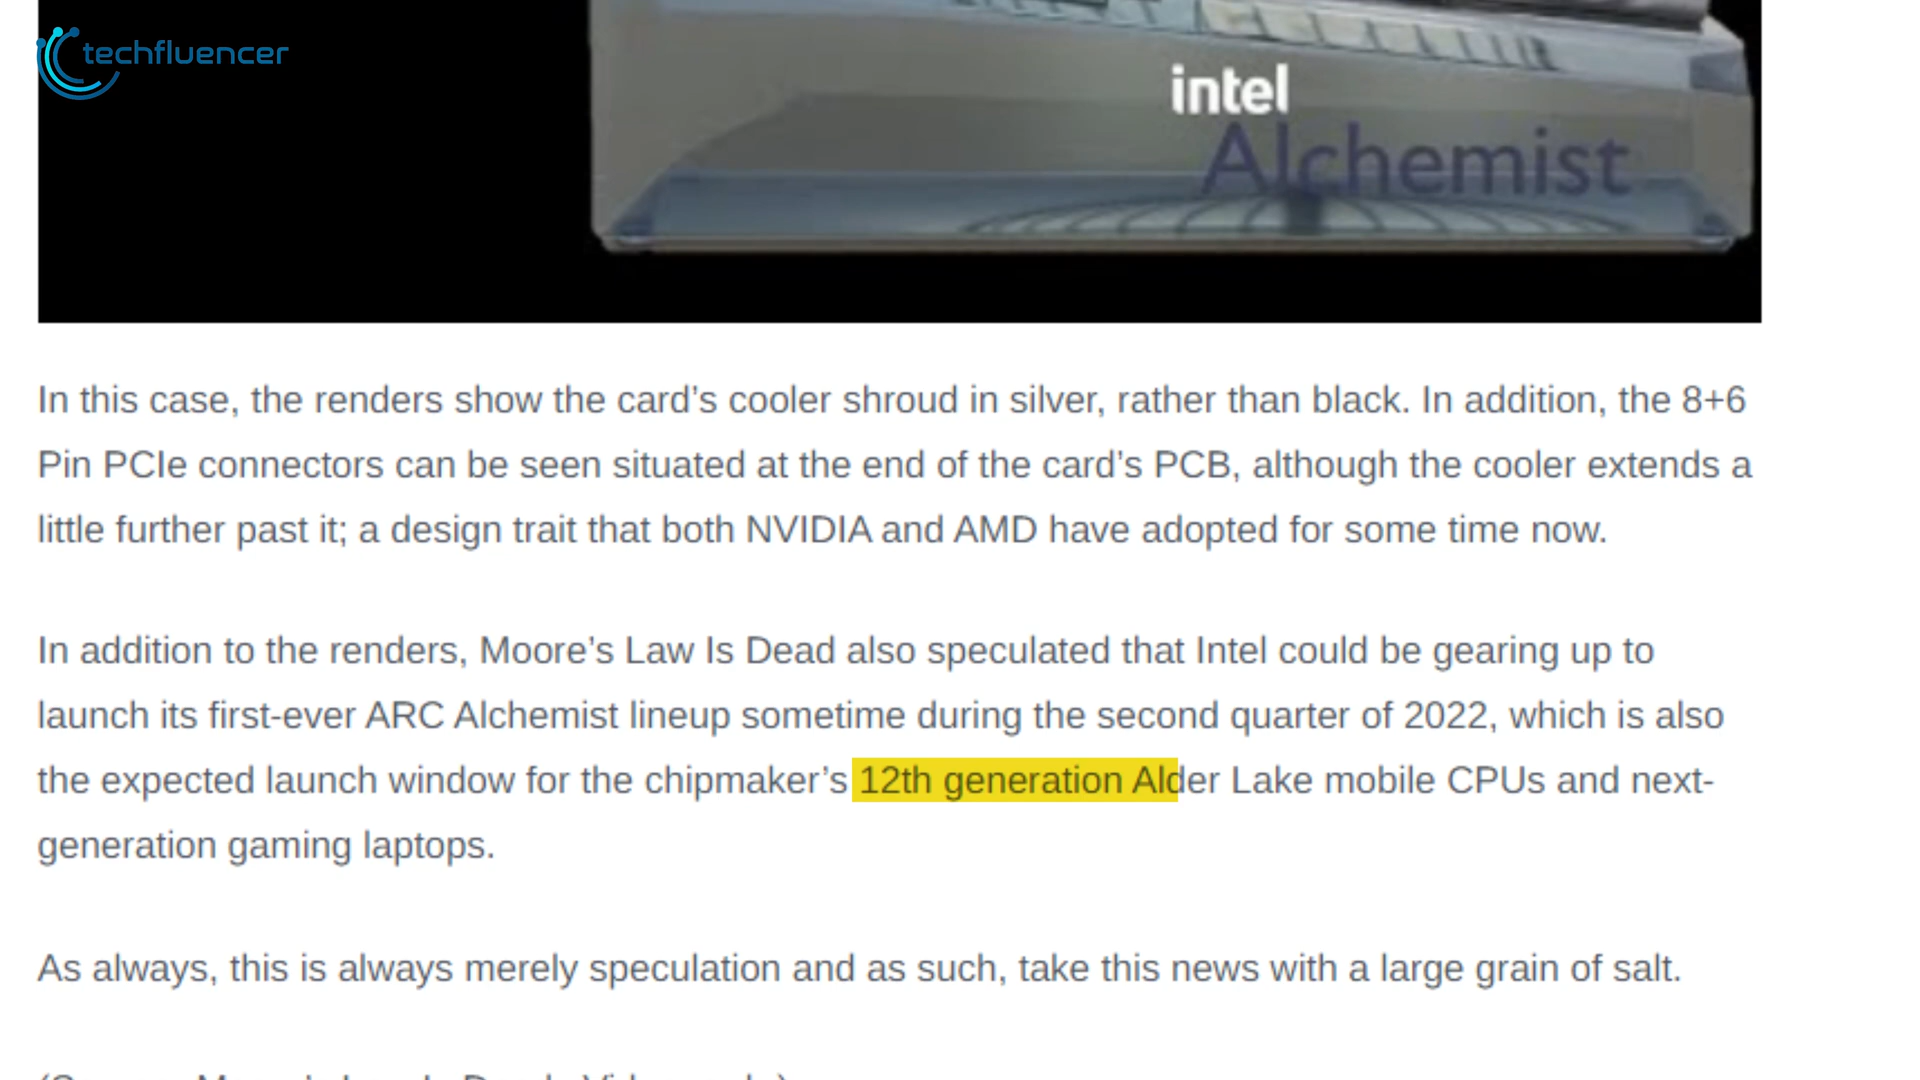 techfluencer
intel
Alchemist
In this case, the renders show the card’s cooler shroud in silver, rather than black. In addition, the 8+6
Pin PCIe connectors can be seen situated at the end of the card’s PCB, although the cooler extends a
little further past it; a design trait that both NVIDIA and AMD have adopted for some time now.
In addition to the renders, Moore’s Law Is Dead also speculated that Intel could be gearing up to
launch its first-ever ARC Alchemist lineup sometime during the second quarter of 2022, which is also
the expected launch window for the chipmaker’s 12th generation Alder Lake mobile CPUs and next-
generation gaming laptops.
As always, this is always merely speculation and as such, take this news with a large grain of salt.